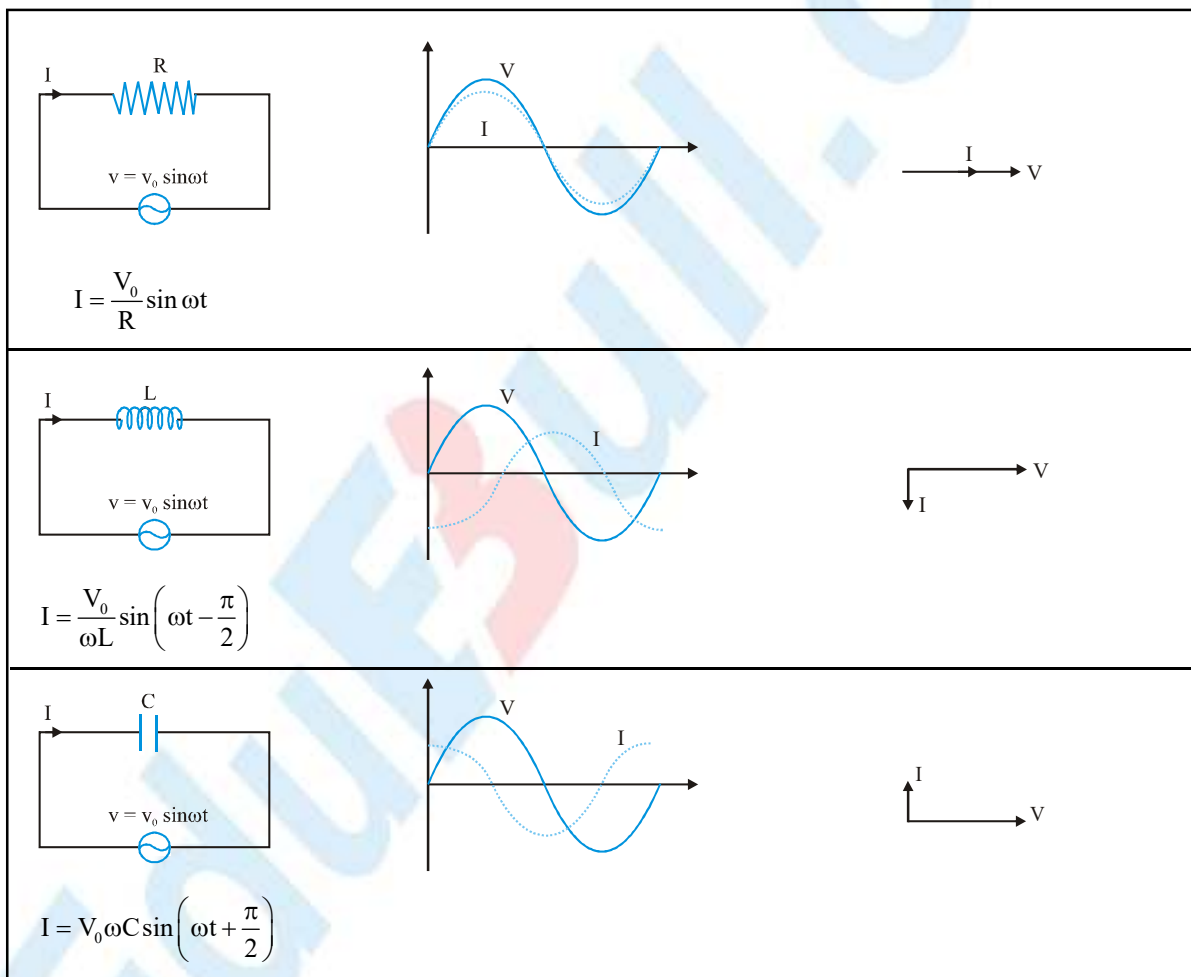 I
R
v = v₀ sinωt
V
I
I
V
I = V₀/R sin ωt
I
L
v = v₀ sinωt
V
I
V
I
I = V₀/ωL sin(ωt − π/2)
I
C
v = v₀ sinωt
V
I
I
V
I = V₀ωC sin(ωt + π/2)